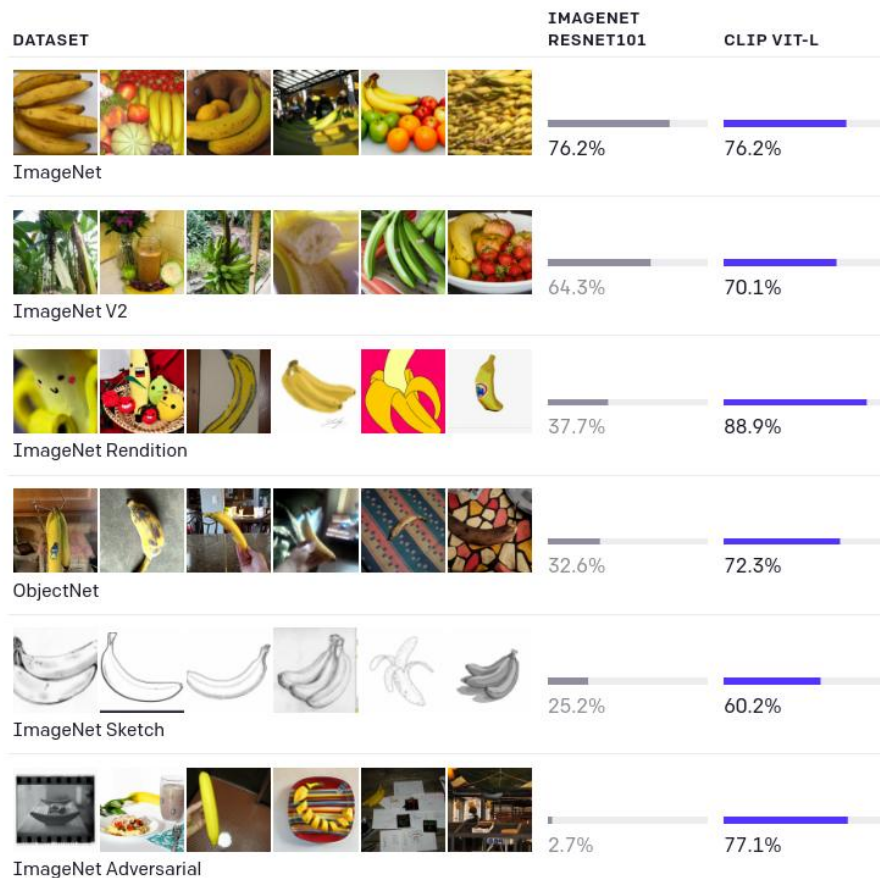 DATASET
IMAGENET
RESNET101
CLIP VIT-L
76.2%
76.2%
ImageNet
64.3%
70.1%
ImageNet V2
37.7%
88.9%
ImageNet Rendition
32.6%
72.3%
ObjectNet
25.2%
60.2%
ImageNet Sketch
2.7%
77.1%
ImageNet Adversarial